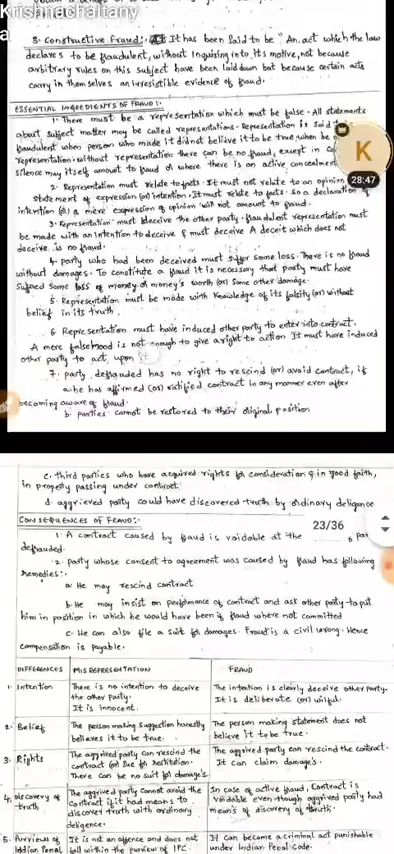 Krishnachaitany
a
3. Constructive Fraud:- It has been said to be "An act which the law
declares to be fraudulent, without Inquising into its motive, not because
arbitrary rules on this subject have been laid down but because certain acts
carry in themselves an irresistible evidence of fraud.
ESSENTIAL INGREDIENTS OF FRAUD:-
1. There must be a representation which must be false. All statements
about subject matter may be called representations. Representation is said
fraudulent when person who made it didnot believe it to be true, when he
representation. without representation there can be no fraud, except in
silence may itself amount to fraud or where there is an active concealment
K
28:47
2. Representation must relate to facts. It must not relate to an opinion
statement of expression (or) intention. It must relate to facts. so a declaration of
intention (or) a mere expression of opinion will not amount to fraud.
3. Representation must deceive the other party. fraudulent representation must
be made with an intention to deceive & must deceive A deceit which does not
deceive is no fraud.
4. party who had been deceived must suffer some loss. There is no fraud
without damages. To constitute a fraud it is necessary that party must have
suffered some loss of money or money's worth (or) some other damage.
5. Representation must be made with knowledge of its falsity (or) without
belief in its truth.
6. Representation must have induced other party to enter into contract.
A mere falsehood is not enough to give a right to action It must have induced
other party to act upon it
7. party defrauded has no right to rescind (or) avoid contract, if
a. he has affirmed (or) ratified contract in any manner even after
becoming aware of fraud.
b. parties cannot be restored to their original position
c. third parties who have acquired rights for consideration & in good faith,
in property passing under contract.
d. aggrieved party could have discovered truth by ordinary deligence
CONSEQUENCES OF FRAUD:-
23/36
1. A contract caused by fraud is voidable at the
defrauded.
2. party whose consent to agreement was caused by fraud has following
remedies:-
a. He may rescind contract
b. He may insist on performance of contract and ask other party to put
him in position in which he would have been if fraud where not committed
c. He can also file a suit for damages. Fraud is a civil wrong. Hence
compensation is payable.
DIFFERENCES MISREPRESENTATION FRAUD
1. Intention There is no intention to deceive The intention is clearly deceive other party.
the other party. It is deliberate (or) wilful.
It is innocent.
2. Belief The person making suggestion honestly The person making statement does not
believes it to be true. believe it to be true.
3. Rights The aggrived party can rescind the The aggrived party can rescind the contract.
contract (or) sue for restitution. It can claim damage's.
There can be no suit for damage's
4. Discovery of The aggrived party cannot avoid the In case of active fraud, Contract is
truth contract if it had means to voidable even though aggrived party had
discover truth with ordinary mean's of discovery of truth.
deligence.
5. Purview of It is not an offence and does not It can become a criminal act punishable
Indian Penal fall within the purview of IPC. under Indian Penal Code.